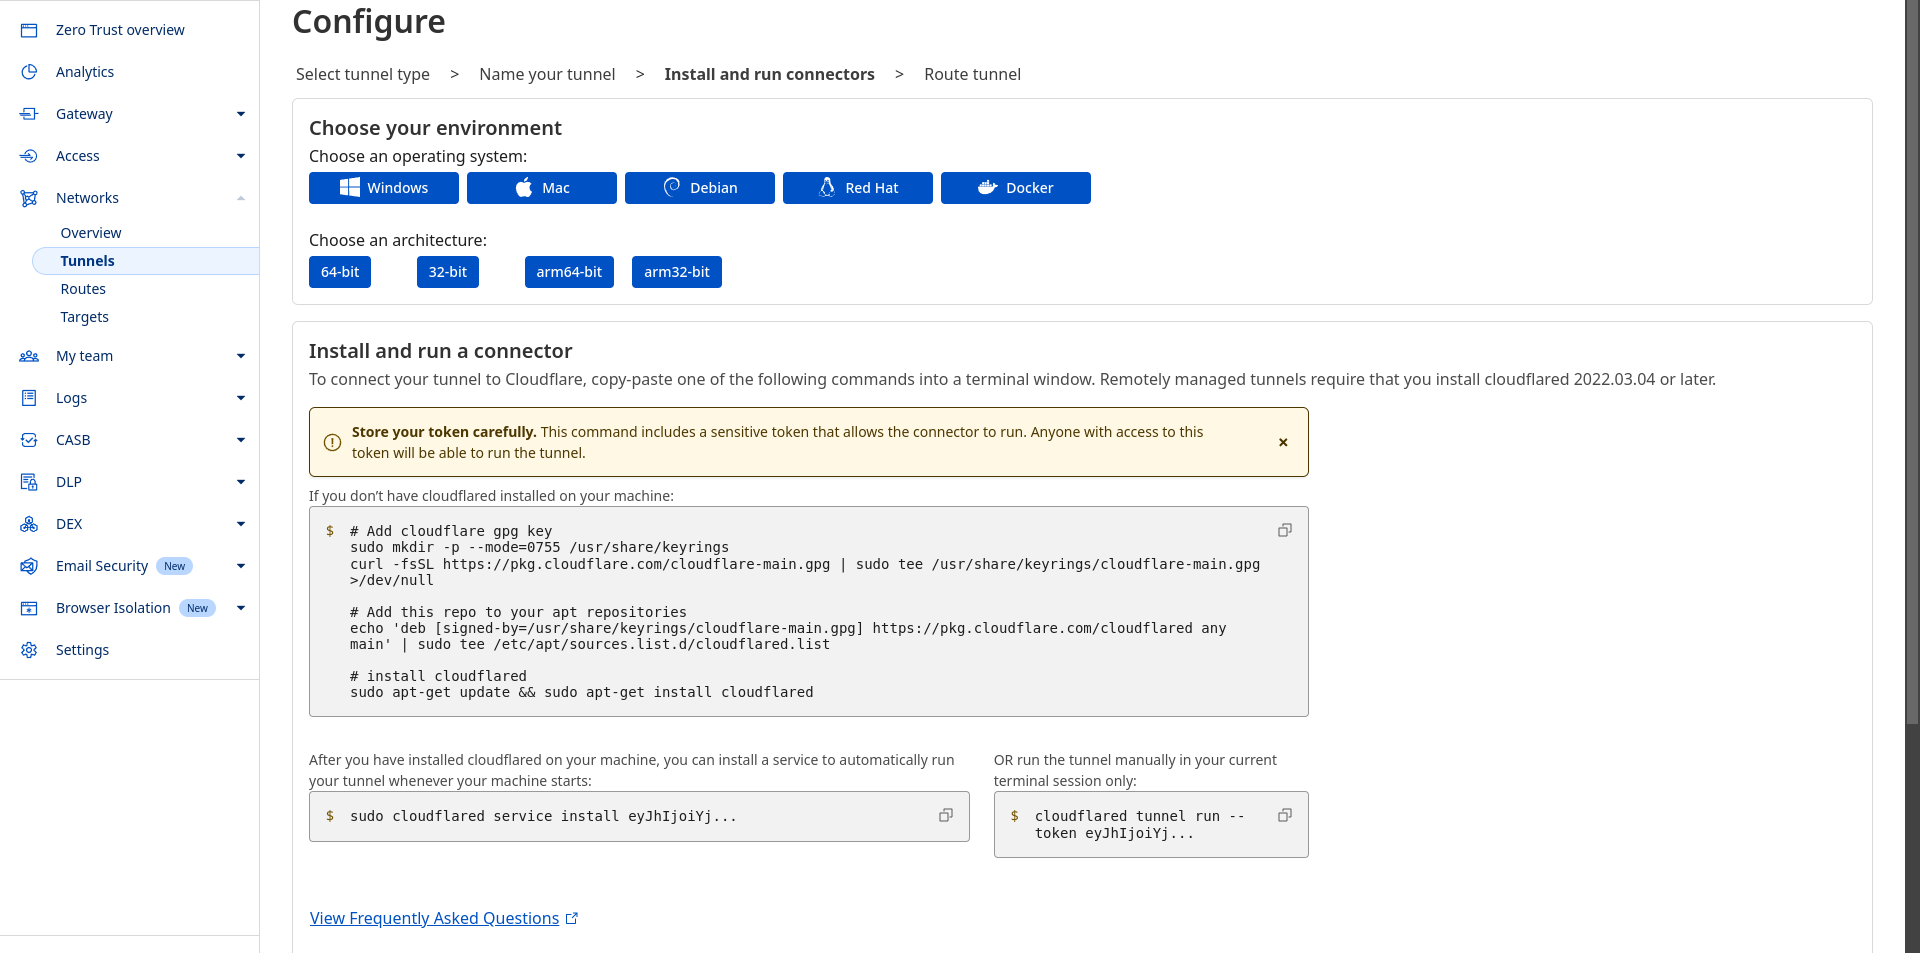 Zero Trust overview
Analytics
Gateway
Access
Networks
Overview
Tunnels
Routes
Targets
My team
Logs
CASB
DLP
DEX
Email Security New
Browser Isolation New
Settings
Configure
Select tunnel type > Name your tunnel > Install and run connectors > Route tunnel
Choose your environment
Choose an operating system:
Windows Mac Debian Red Hat Docker
Choose an architecture:
64-bit 32-bit arm64-bit arm32-bit
Install and run a connector
To connect your tunnel to Cloudflare, copy-paste one of the following commands into a terminal window. Remotely managed tunnels require that you install cloudflared 2022.03.04 or later.
Store your token carefully. This command includes a sensitive token that allows the connector to run. Anyone with access to this
token will be able to run the tunnel.
If you don’t have cloudflared installed on your machine:
$ # Add cloudflare gpg key
sudo mkdir -p --mode=0755 /usr/share/keyrings
curl -fsSL https://pkg.cloudflare.com/cloudflare-main.gpg | sudo tee /usr/share/keyrings/cloudflare-main.gpg
>/dev/null
# Add this repo to your apt repositories
echo 'deb [signed-by=/usr/share/keyrings/cloudflare-main.gpg] https://pkg.cloudflare.com/cloudflared any
main' | sudo tee /etc/apt/sources.list.d/cloudflared.list
# install cloudflared
sudo apt-get update && sudo apt-get install cloudflared
After you have installed cloudflared on your machine, you can install a service to automatically run
your tunnel whenever your machine starts:
$ sudo cloudflared service install eyJhIjoiYj...
OR run the tunnel manually in your current
terminal session only:
$ cloudflared tunnel run --
token eyJhIjoiYj...
View Frequently Asked Questions